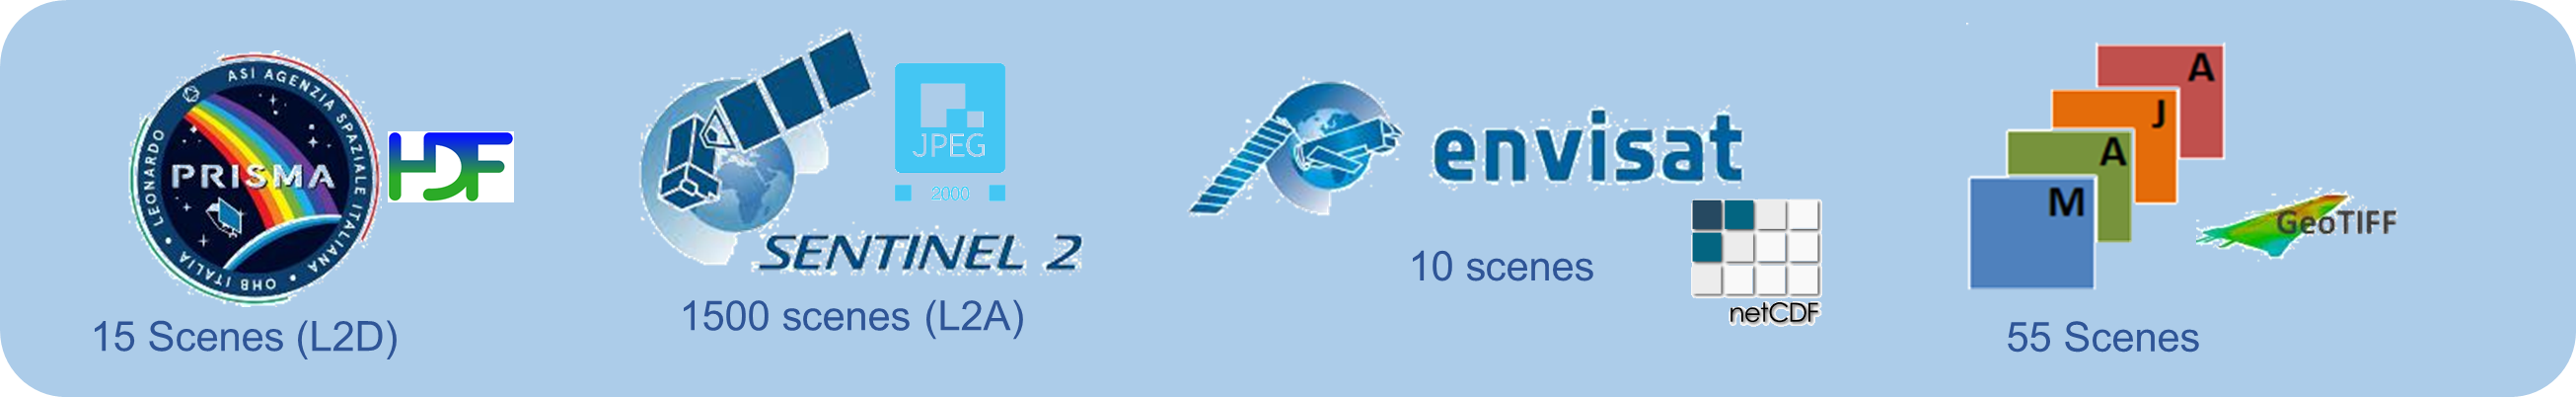 ASI AGENZIA SPAZIALE ITALIANA • OHB ITALIA • LEONARDO
PRISMA
HDF
15 Scenes (L2D)
JPEG
2000
SENTINEL 2
1500 scenes (L2A)
envisat
10 scenes
netCDF
A
J
A
M
GeoTIFF
55 Scenes